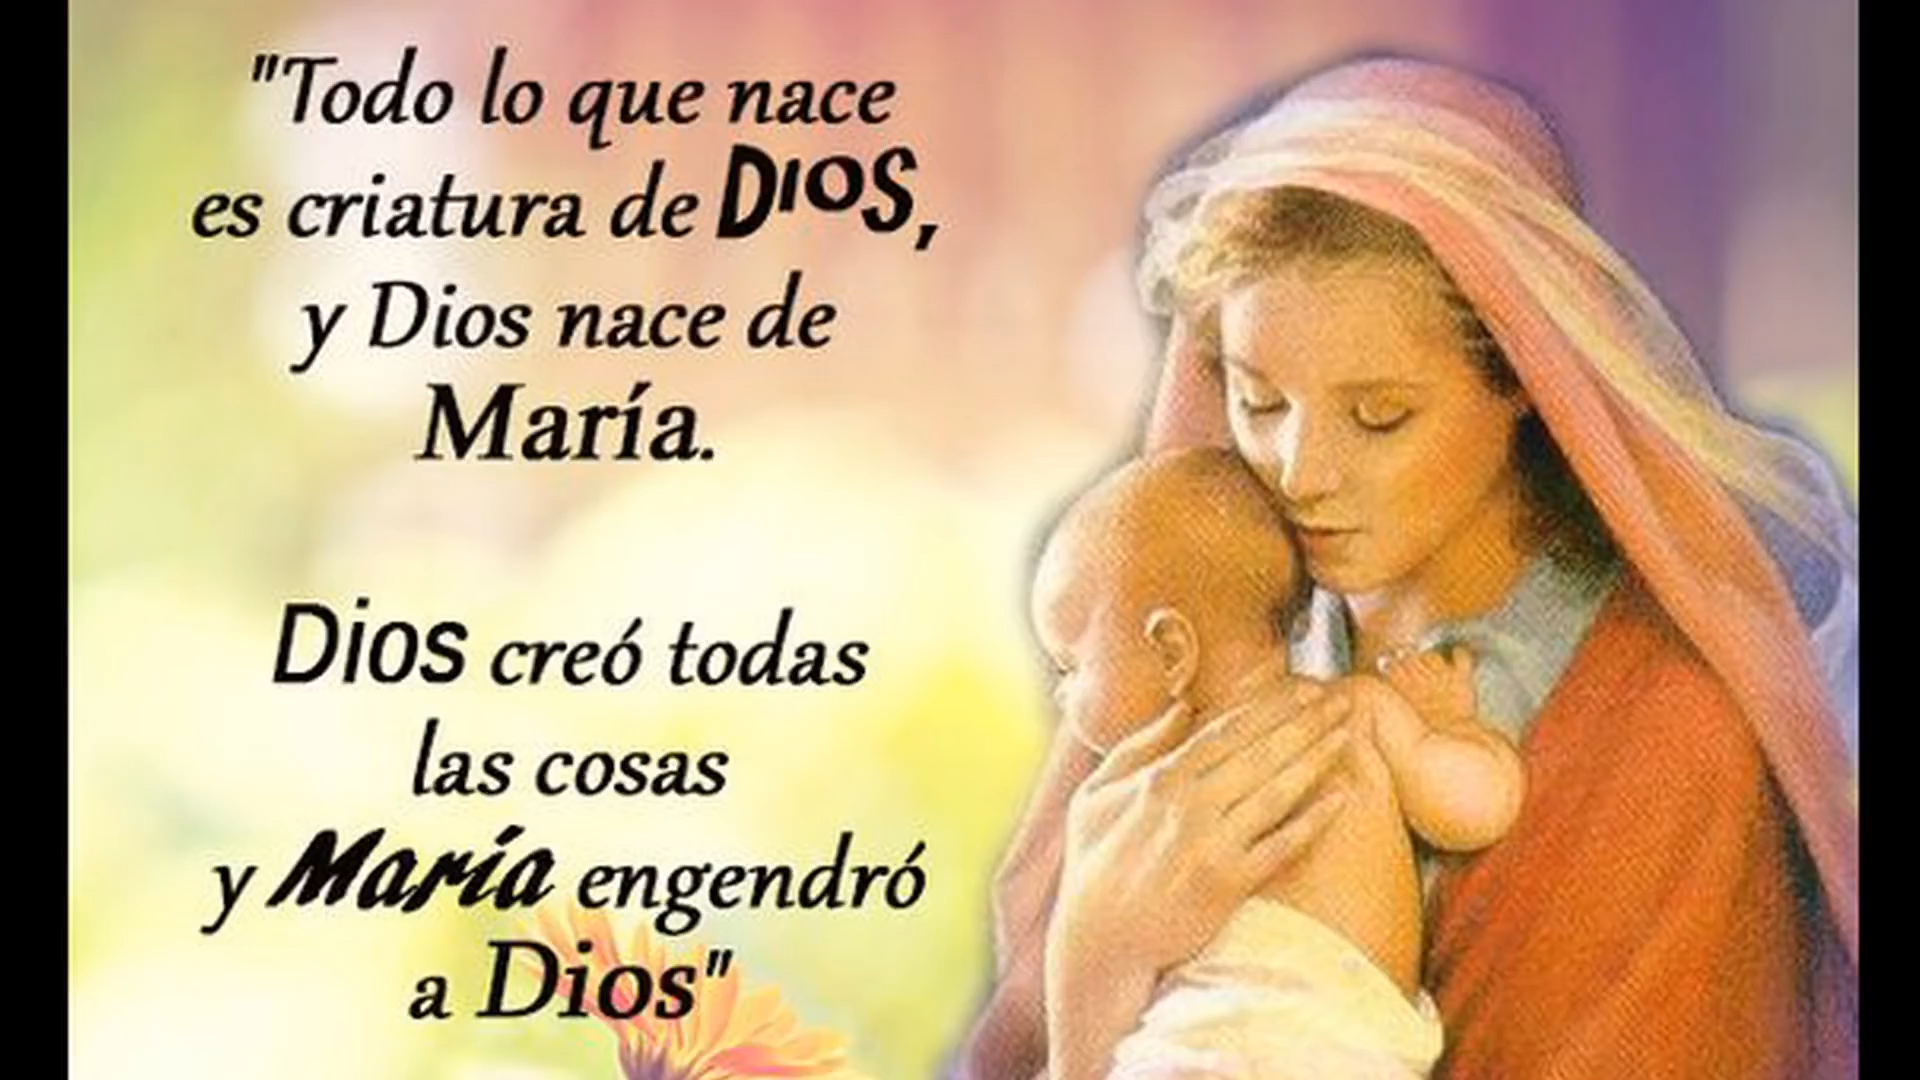 "Todo lo que nace
es criatura de DIOS,
y Dios nace de
María.
Dios creó todas
las cosas
y María engendró
a Dios"